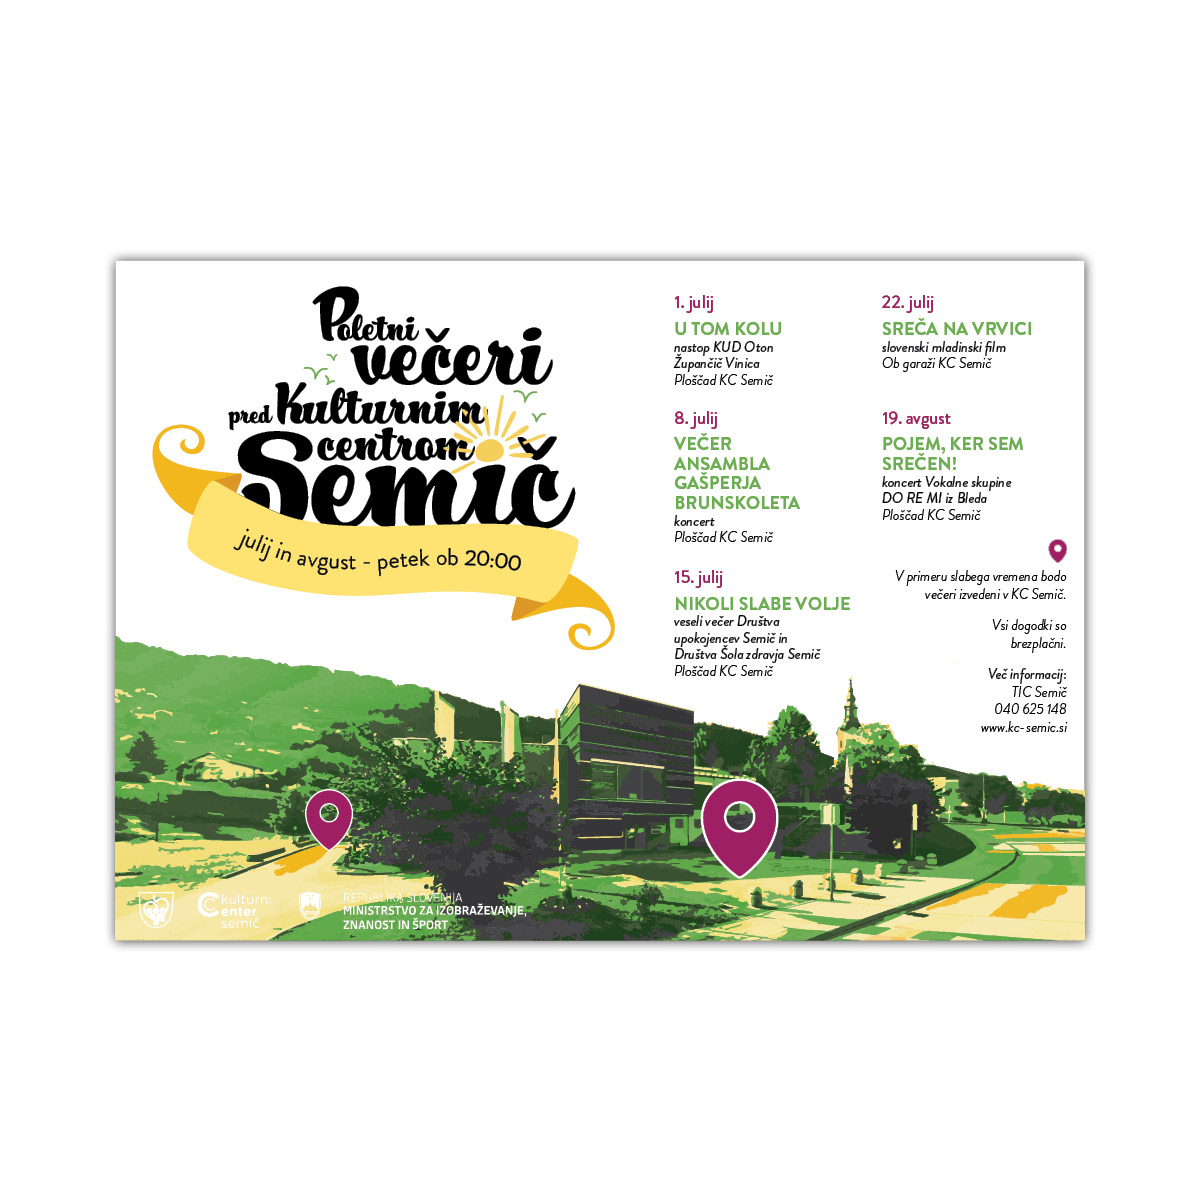 Poletni
večeri
pred Kulturnim
centrom
Semič
julij in avgust - petek ob 20:00
1. julij
U TOM KOLU
nastop KUD Oton
Župančič Vinica
Ploščad KC Semič
8. julij
VEČER
ANSAMBLA
GAŠPERJA
BRUNSKOLETA
koncert
Ploščad KC Semič
15. julij
NIKOLI SLABE VOLJE
veseli večer Društva
upokojencev Semič in
Društva Šola zdravja Semič
Ploščad KC Semič
22. julij
SREČA NA VRVICI
slovenski mladinski film
Ob garaži KC Semič
19. avgust
POJEM, KER SEM
SREČEN!
koncert Vokalne skupine
DO RE MI iz Bleda
Ploščad KC Semič
V primeru slabega vremena bodo
večeri izvedeni v KC Semič.
Vsi dogodki so
brezplačni.
Več informacij:
TIC Semič
040 625 148
www.kc-semic.si
kulturni
Center
semič
REPUBLIKA SLOVENIJA
MINISTRSTVO ZA IZOBRAŽEVANJE,
ZNANOST IN ŠPORT